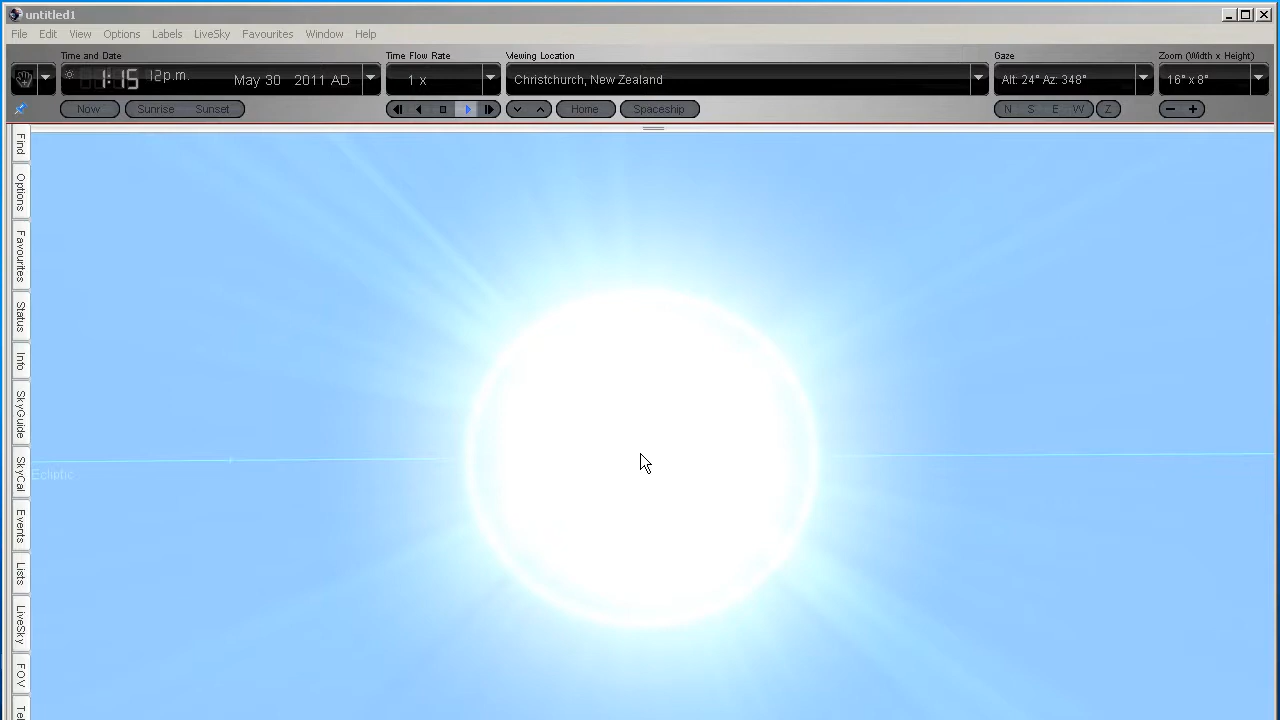 untitled1
File Edit View Options Labels LiveSky Favourites Window Help
Time and Date Time Flow Rate Viewing Location Gaze Zoom (Width x Height)
1:15 12p.m. May 30 2011 AD 1 x Christchurch, New Zealand Alt: 24° Az: 348° 16° x 8°
Now Sunrise Sunset Home Spaceship N S E W Z
Find
Options
Favourites
Status
Info
SkyGuide
SkyCal
Events
Lists
LiveSky
FOV
Tel
Ecliptic